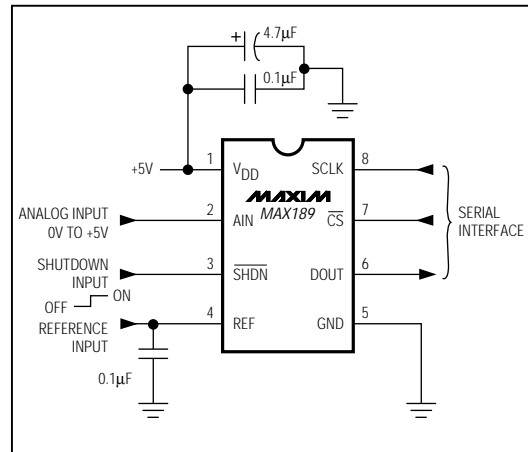 + 4.7µF
0.1µF
+5V
1 VDD SCLK 8
MAXIM
MAX189
ANALOG INPUT
0V TO +5V
2 AIN CS 7
SERIAL
INTERFACE
SHUTDOWN
INPUT
3 SHDN DOUT 6
OFF ON
REFERENCE
INPUT
4 REF GND 5
0.1µF